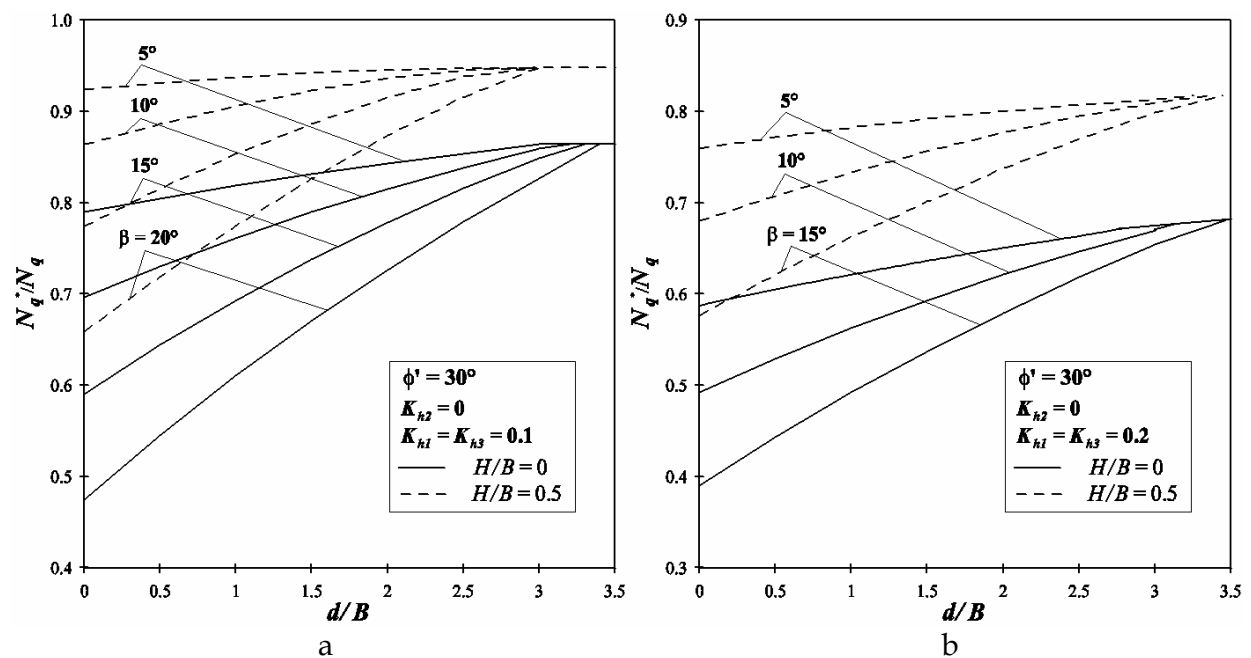 1.0
0.9
0.8
0.7
0.6
0.5
0.4
N_q*/N_q
5°
10°
15°
β = 20°
ϕ' = 30°
K_h2 = 0
K_h1 = K_h3 = 0.1
H/B = 0
H/B = 0.5
0 0.5 1 1.5 2 2.5 3 3.5
d/B
a
0.9
0.8
0.7
0.6
0.5
0.4
0.3
N_q*/N_q
5°
10°
β = 15°
ϕ' = 30°
K_h2 = 0
K_h1 = K_h3 = 0.2
H/B = 0
H/B = 0.5
0 0.5 1 1.5 2 2.5 3 3.5
d/B
b